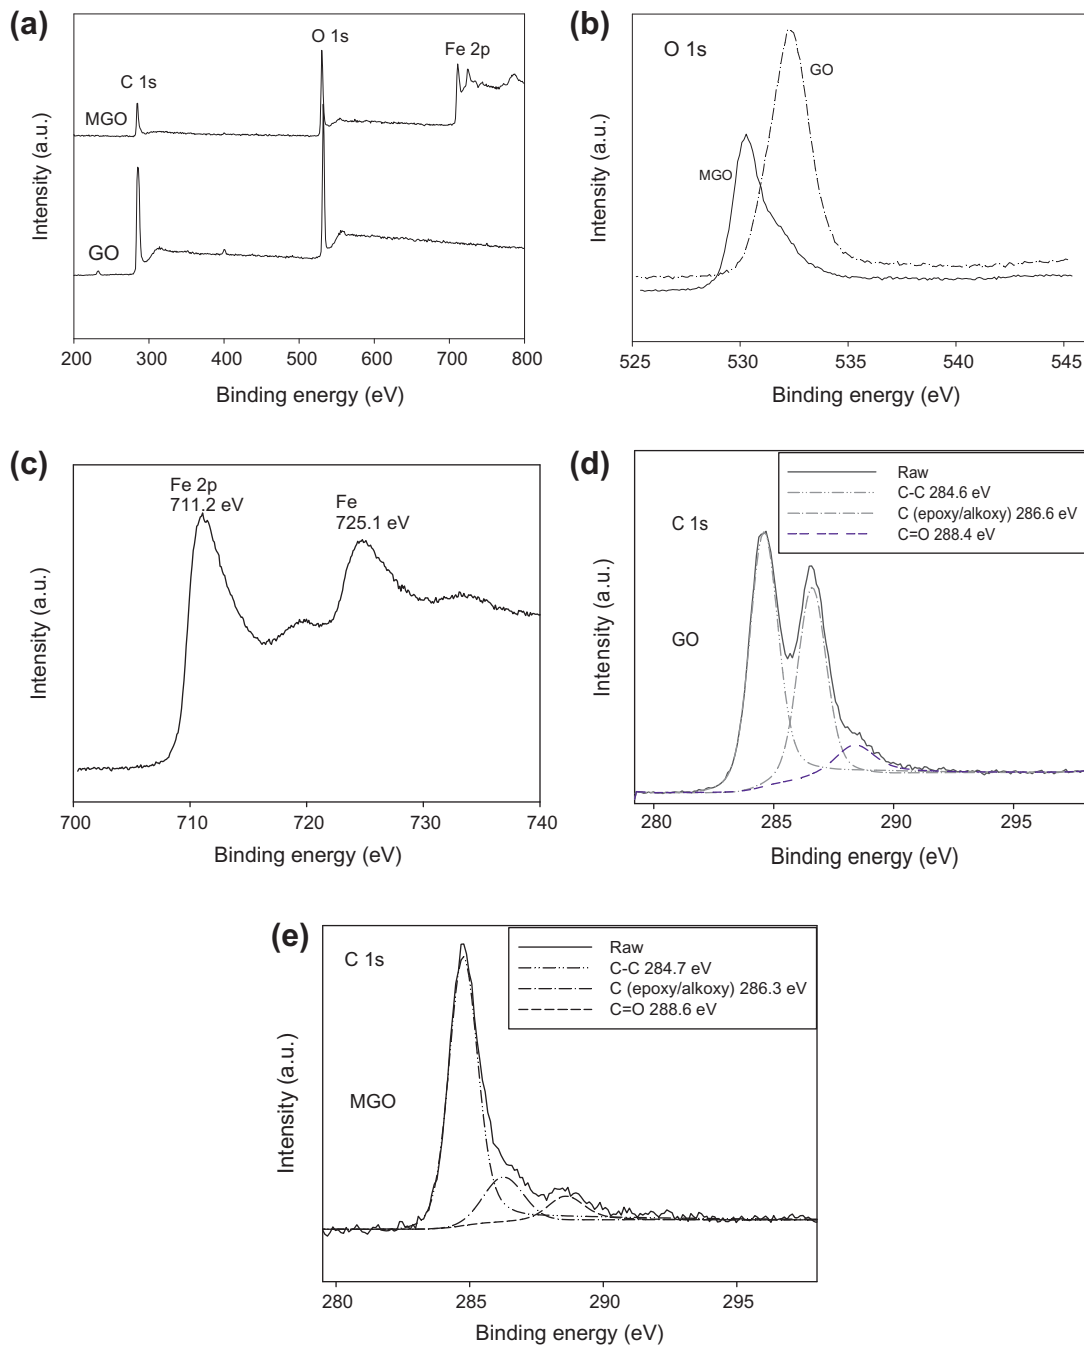 (a)
C 1s
O 1s
Fe 2p
MGO
GO
Intensity (a.u.)
200 300 400 500 600 700 800
Binding energy (eV)
(b)
O 1s
GO
MGO
Intensity (a.u.)
525 530 535 540 545
Binding energy (eV)
(c)
Fe 2p
711.2 eV
Fe
725.1 eV
Intensity (a.u.)
700 710 720 730 740
Binding energy (eV)
(d)
Raw
C-C 284.6 eV
C (epoxy/alkoxy) 286.6 eV
C=O 288.4 eV
C 1s
GO
Intensity (a.u.)
280 285 290 295
Binding energy (eV)
(e)
C 1s
Raw
C-C 284.7 eV
C (epoxy/alkoxy) 286.3 eV
C=O 288.6 eV
MGO
Intensity (a.u.)
280 285 290 295
Binding energy (eV)